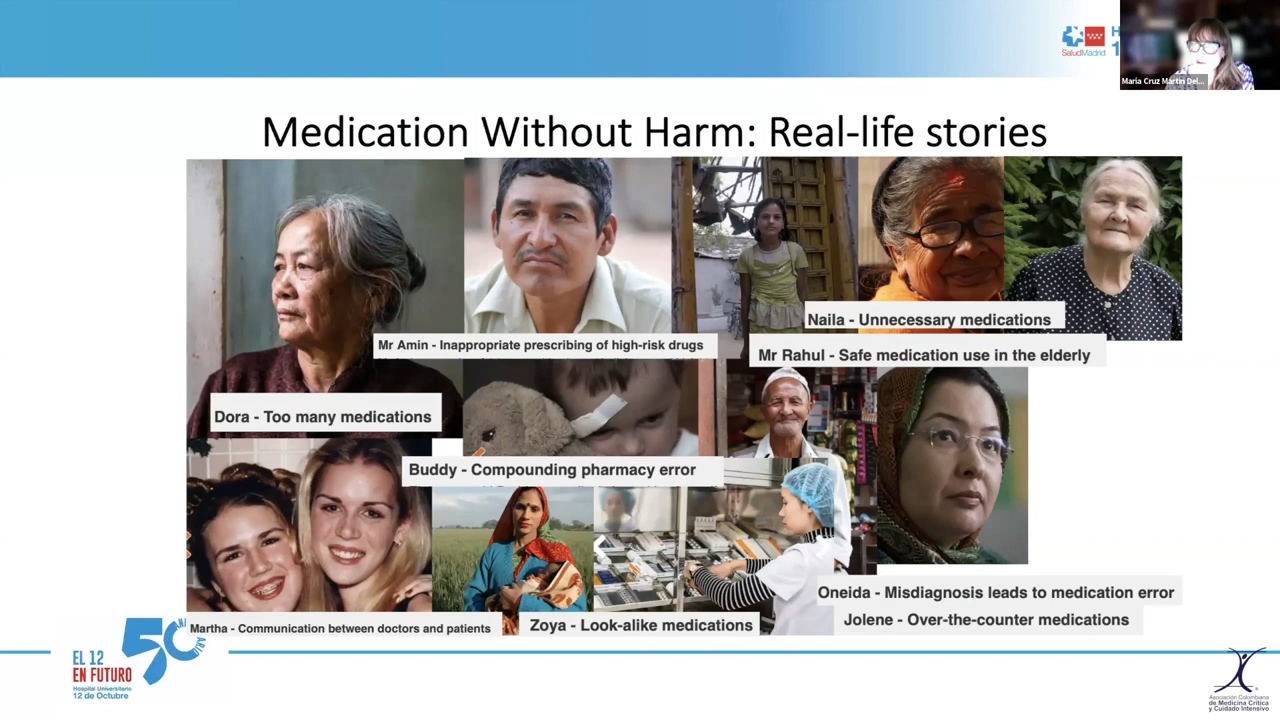 SaludMadrid
H
1
Maria Cruz Martin Del...
Medication Without Harm: Real-life stories
Naila - Unnecessary medications
Mr Amin - Inappropriate prescribing of high-risk drugs
Mr Rahul - Safe medication use in the elderly
Dora - Too many medications
Buddy - Compounding pharmacy error
Oneida - Misdiagnosis leads to medication error
Jolene - Over-the-counter medications
Zoya - Look-alike medications
Martha - Communication between doctors and patients
50
EL 12
EN FUTURO
Hospital Universitario
12 de Octubre
Asociación Colombiana
de Medicina Crítica
y Cuidado Intensivo